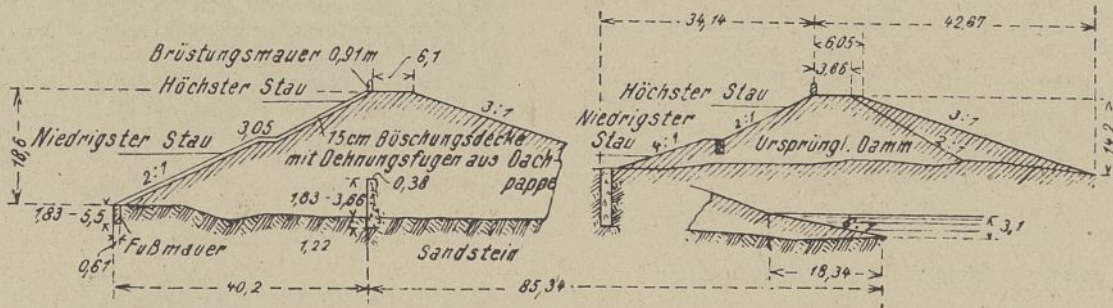 34,14
42,67
6,05
3,66
Brüstungsmauer 0,91m
6,1
Höchster Stau
3:1
Niedrigster Stau
3,05
15cm Böschungsdecke
mit Dehnungsfugen aus Dach-
pappe
2:1
18,6
0,38
1,83-3,66
1,83-5,5
Fußmauer
1,22
Sandstein
0,61
40,2
85,34
Höchster Stau
2:1
3:1
Niedrigster
Stau
4:1
Ursprüngl. Damm
3,1
18,34